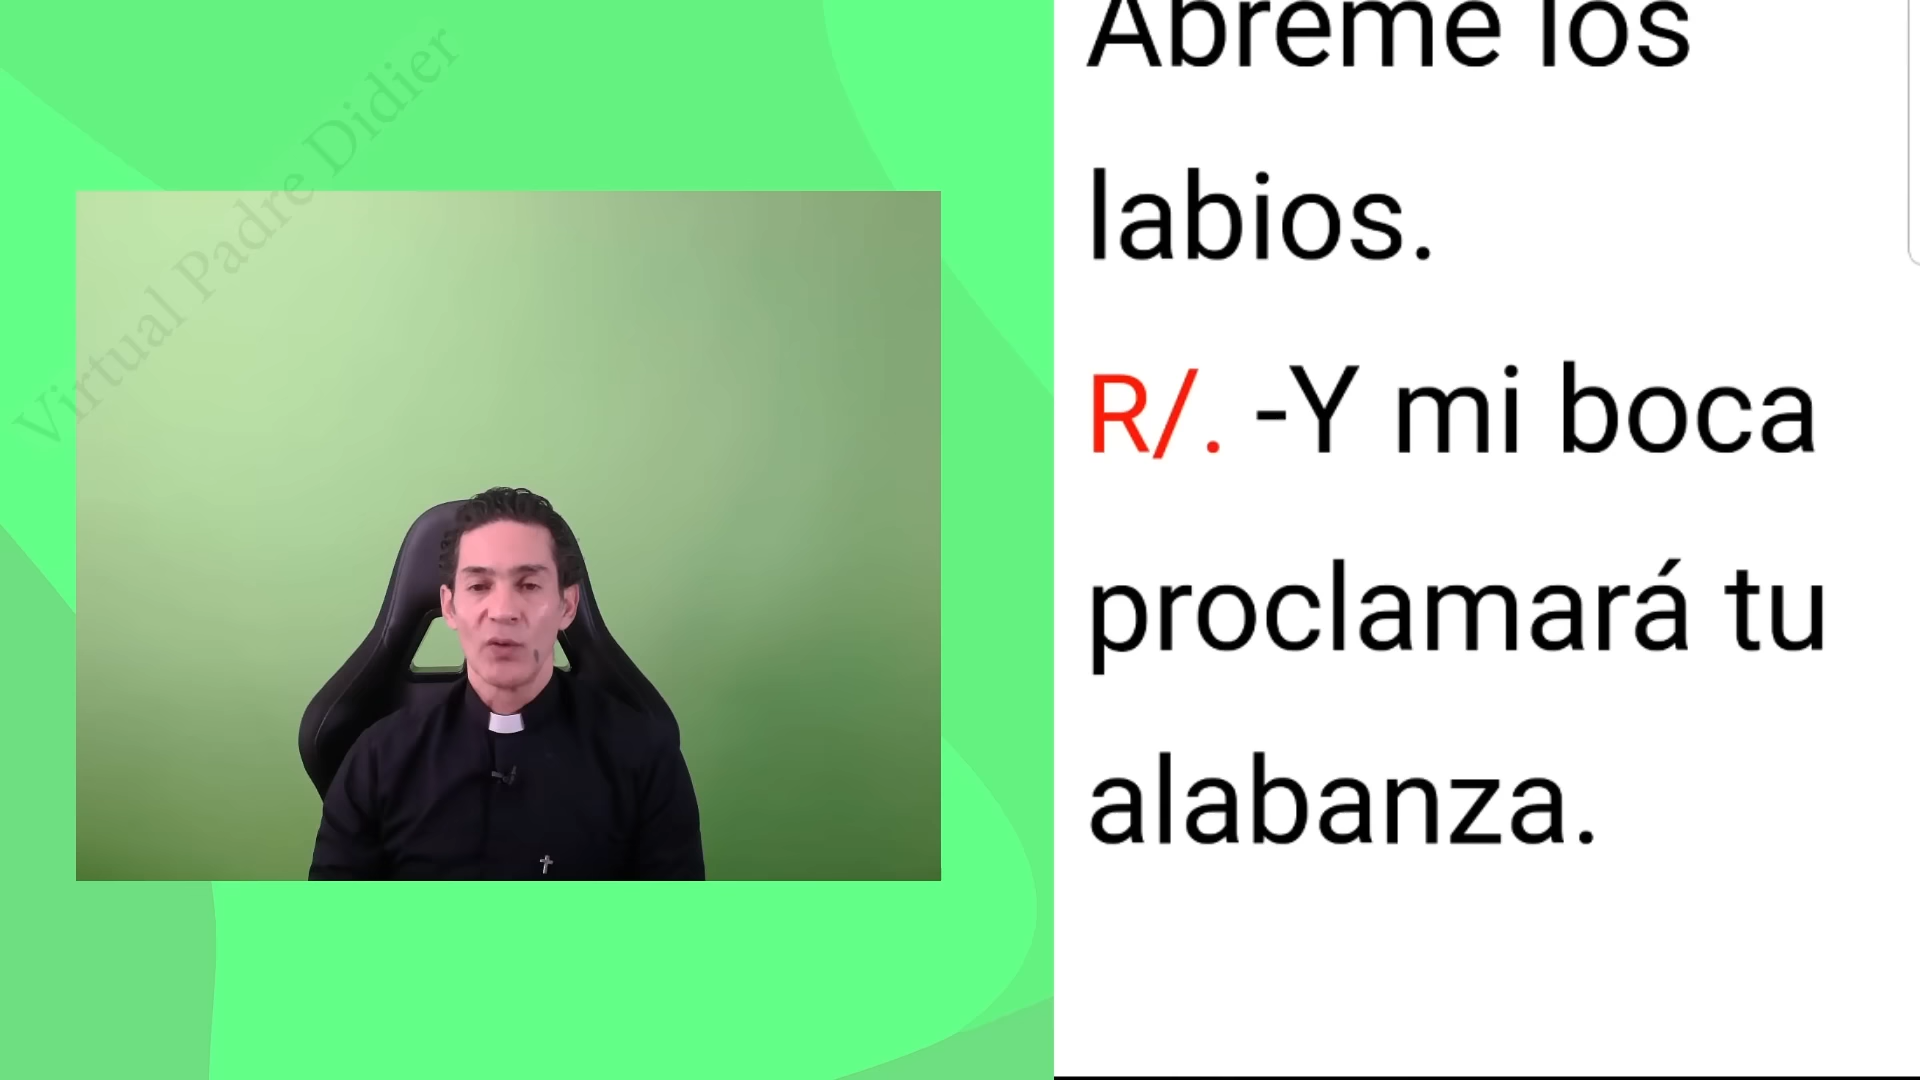 Virtual Padre Didier
Ábreme los
labios.
R/. -Y mi boca
proclamará tu
alabanza.